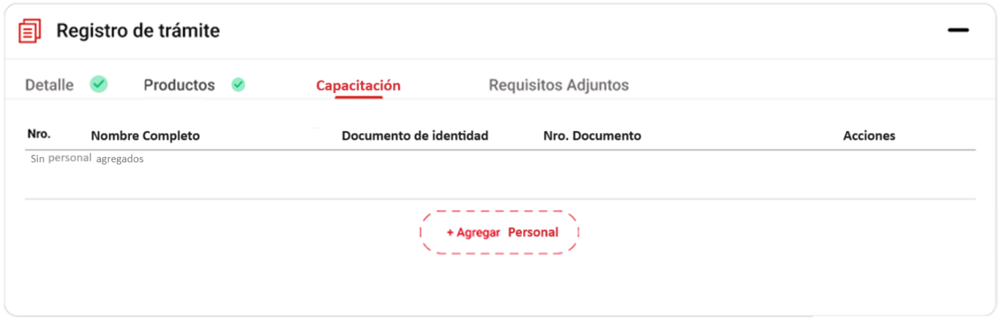 Registro de trámite
Detalle Productos Capacitación Requisitos Adjuntos
Nro. Nombre Completo Documento de identidad Nro. Documento Acciones
Sin personal agregados
+ Agregar Personal